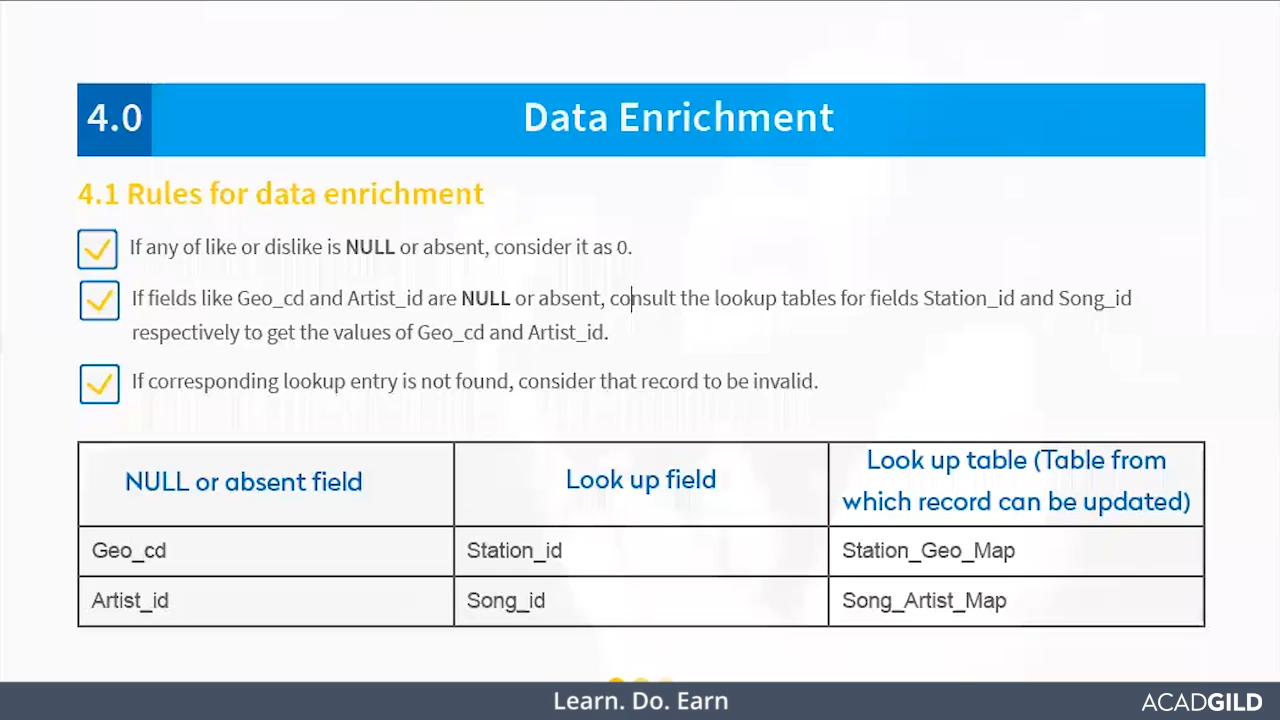 4.0
Data Enrichment
4.1 Rules for data enrichment
If any of like or dislike is NULL or absent, consider it as 0.
If fields like Geo_cd and Artist_id are NULL or absent, consult the lookup tables for fields Station_id and Song_id
respectively to get the values of Geo_cd and Artist_id.
If corresponding lookup entry is not found, consider that record to be invalid.
NULL or absent field
Look up field
Look up table (Table from
which record can be updated)
Geo_cd
Station_id
Station_Geo_Map
Artist_id
Song_id
Song_Artist_Map
Learn. Do. Earn
ACADGILD